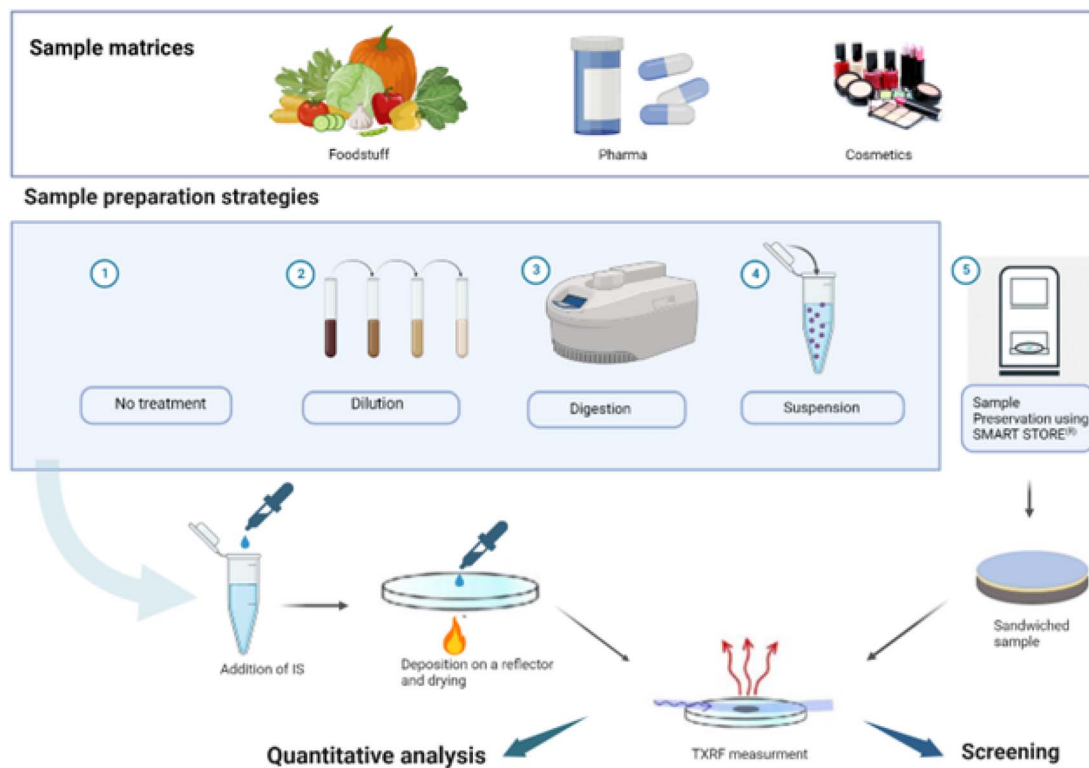 Sample matrices
Foodstuff
Pharma
Cosmetics
Sample preparation strategies
1
2
3
4
5
No treatment
Dilution
Digestion
Suspension
Sample
Preservation using
SMART STORE(R)
Addition of IS
Deposition on a reflector
and drying
Sandwiched
sample
TXRF measurment
Quantitative analysis
Screening